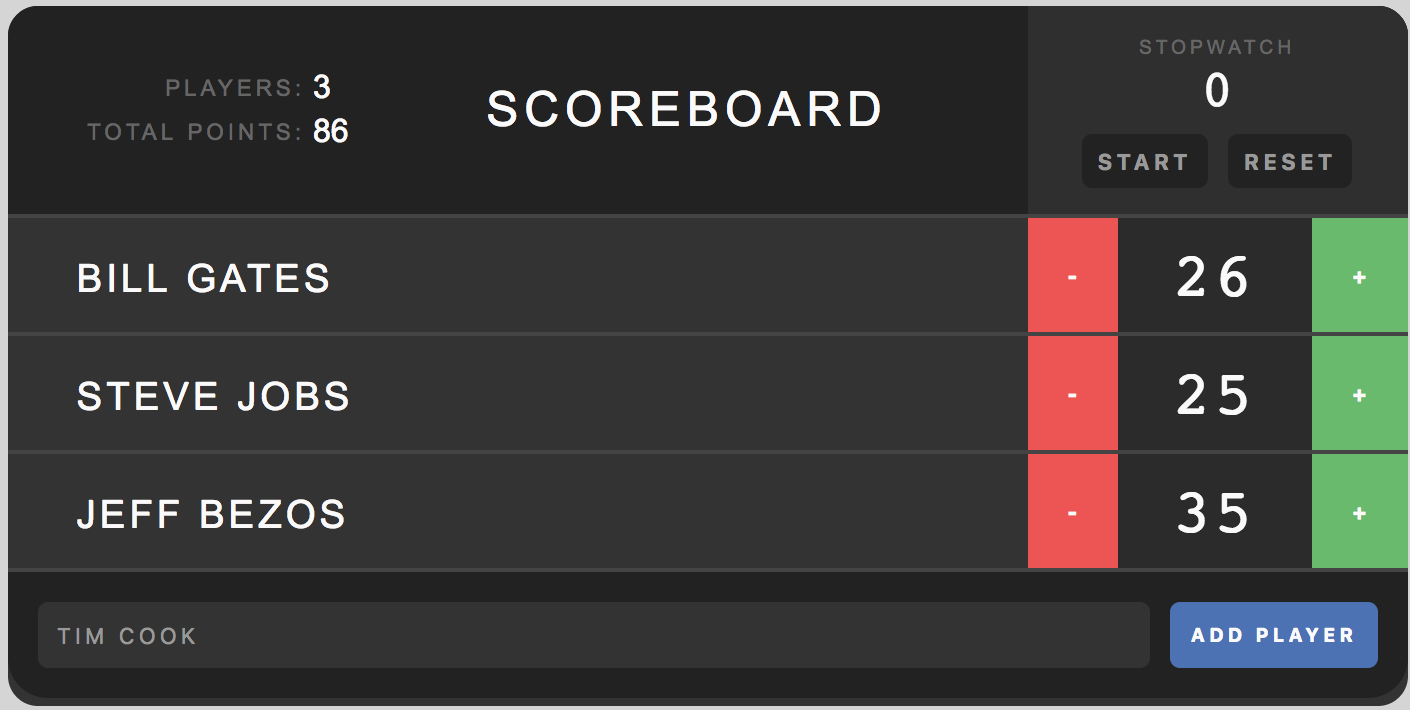 PLAYERS: 3
TOTAL POINTS: 86
SCOREBOARD
STOPWATCH
0
START RESET
BILL GATES - 26 +
STEVE JOBS - 25 +
JEFF BEZOS - 35 +
TIM COOK ADD PLAYER